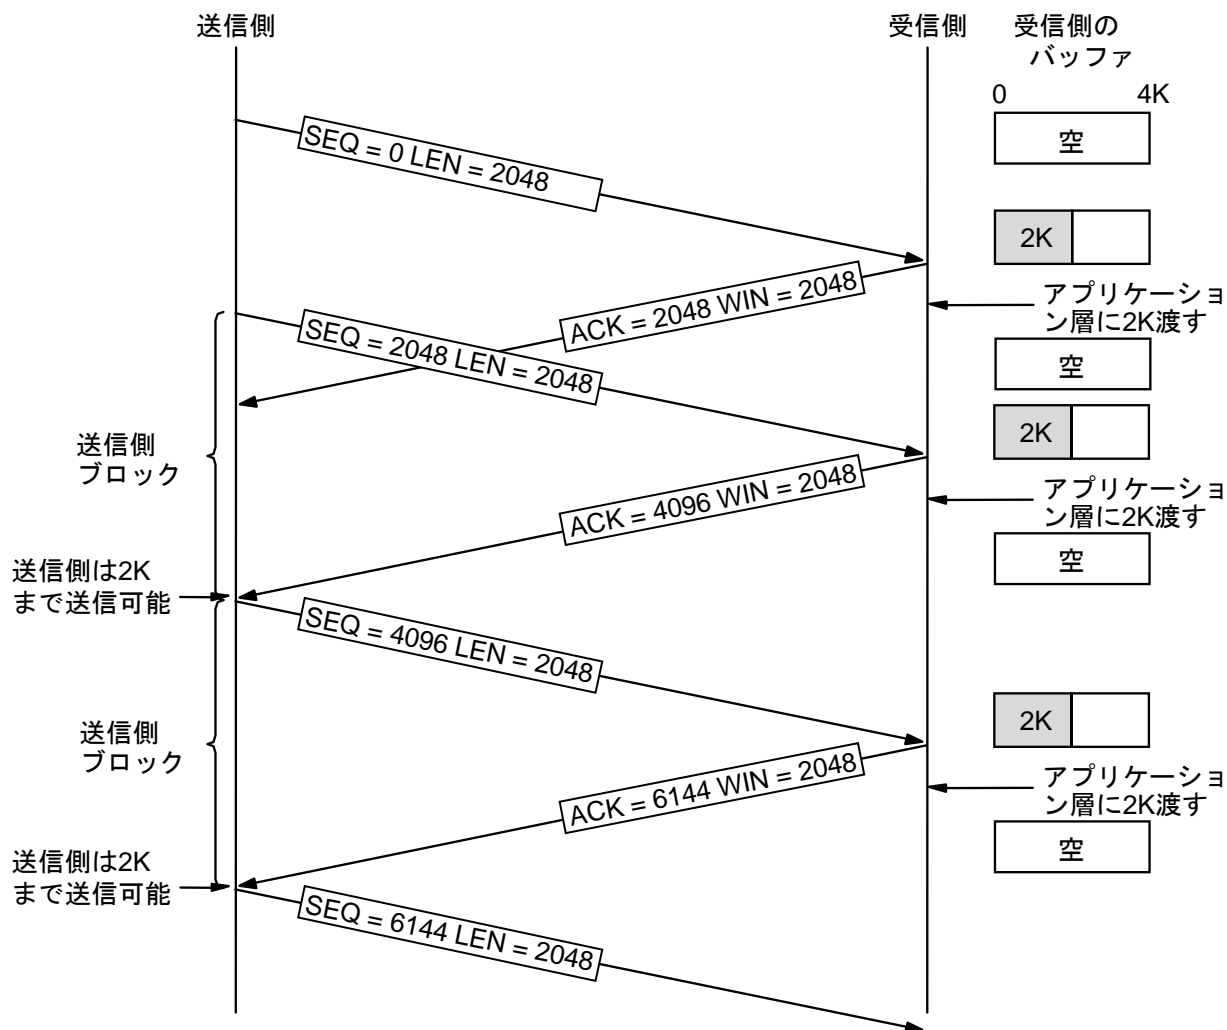 送信側
受信側
受信側の
バッファ
0
4K
空
SEQ = 0 LEN = 2048
2K
ACK = 2048 WIN = 2048
アプリケーショ
ン層に2K渡す
SEQ = 2048 LEN = 2048
空
2K
送信側
ブロック
ACK = 4096 WIN = 2048
アプリケーショ
ン層に2K渡す
空
送信側は2K
まで送信可能
SEQ = 4096 LEN = 2048
2K
送信側
ブロック
ACK = 6144 WIN = 2048
アプリケーショ
ン層に2K渡す
空
送信側は2K
まで送信可能
SEQ = 6144 LEN = 2048